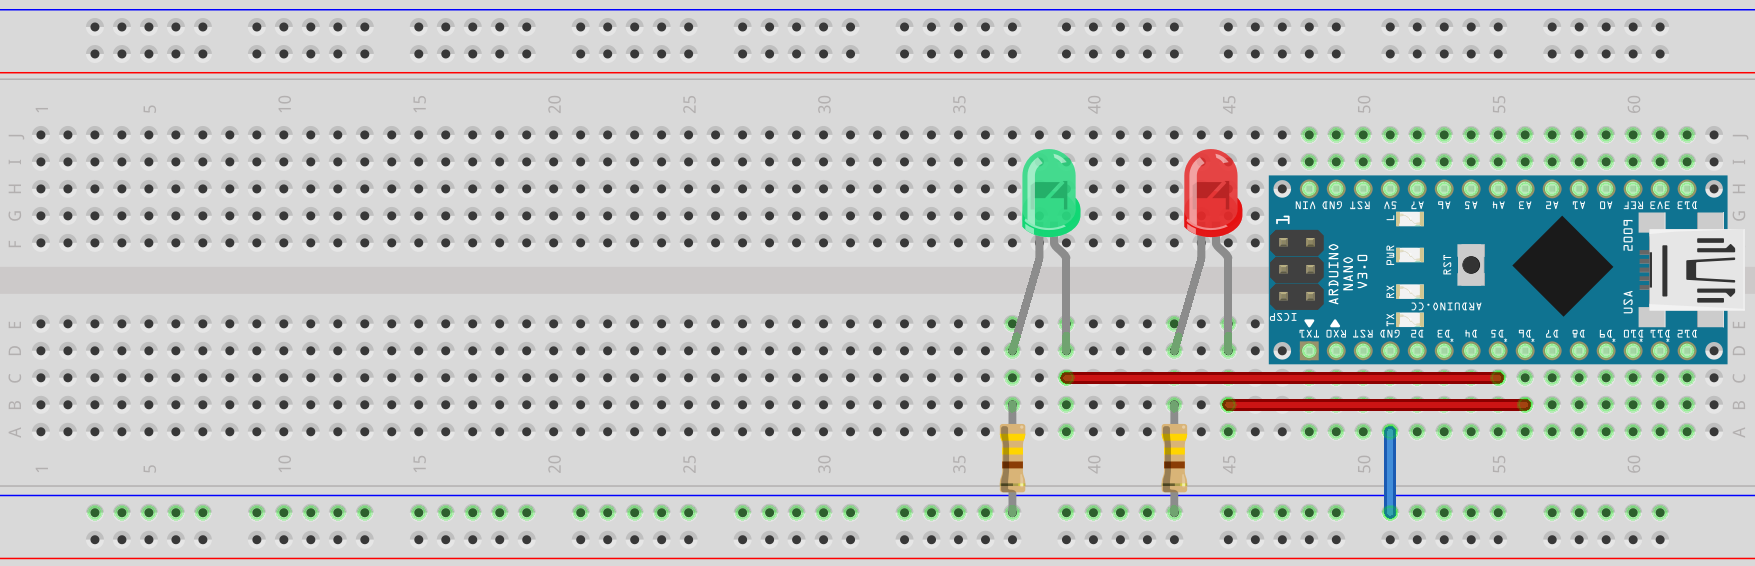 1 5 10 15 20 25 30 35 40 45 50 55 60
J J
I I
H H
G G
F F
VIN GND RST 5V A7 A6 A5 A4 A3 A2 A1 A0 REF 3V3 D13
1
L
PWR
RX
TX
RST
ARDUINO
NANO
V3.0
ARDUINO.CC
2009
USA
ICSP
TX1 RX0 RST GND D2 D3 D4 D5 D6 D7 D8 D9 D10 D11 D12
E E
D D
C C
B B
A A
1 5 10 15 20 25 30 35 40 45 50 55 60